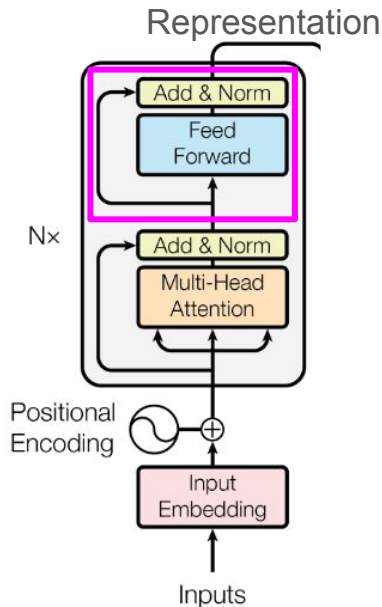 Representation
Add & Norm
Feed
Forward
N×
Add & Norm
Multi-Head
Attention
Positional
Encoding
Input
Embedding
Inputs